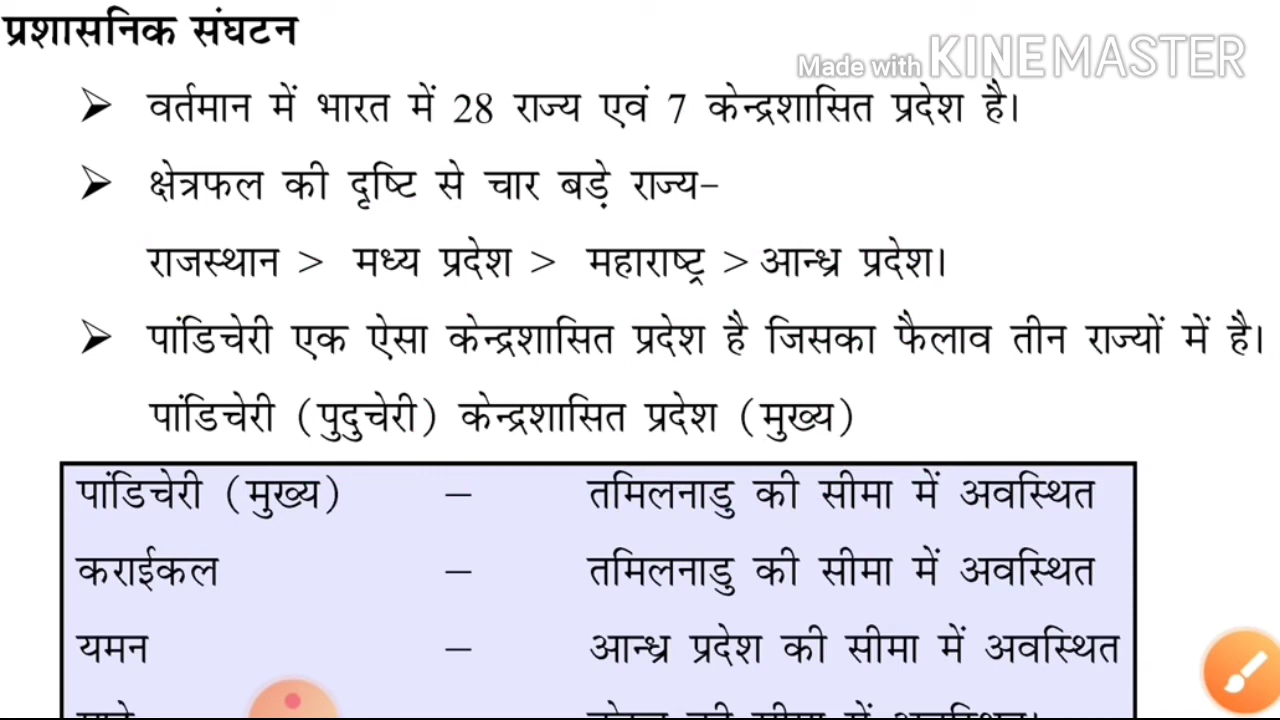 प्रशासनिक संघटन
Made with KINEMASTER
➢ वर्तमान में भारत में 28 राज्य एवं 7 केन्द्रशासित प्रदेश है।
➢ क्षेत्रफल की दृष्टि से चार बड़े राज्य-
राजस्थान > मध्य प्रदेश > महाराष्ट्र > आन्ध्र प्रदेश।
➢ पांडिचेरी एक ऐसा केन्द्रशासित प्रदेश है जिसका फैलाव तीन राज्यों में है।
पांडिचेरी (पुदुचेरी) केन्द्रशासित प्रदेश (मुख्य)
पांडिचेरी (मुख्य) – तमिलनाडु की सीमा में अवस्थित
कराईकल – तमिलनाडु की सीमा में अवस्थित
यमन – आन्ध्र प्रदेश की सीमा में अवस्थित